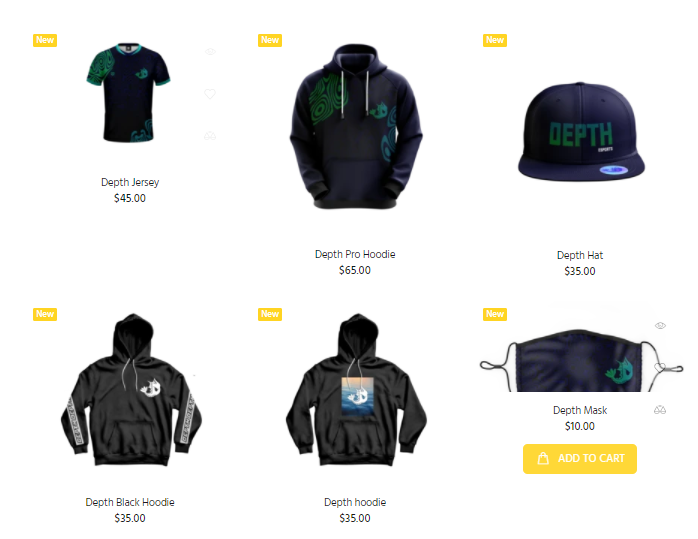 New
New
New
DEPTH
ESPORTS
Depth Jersey
$45.00
Depth Pro Hoodie
$65.00
Depth Hat
$35.00
New
New
New
Depth Black Hoodie
$35.00
Depth hoodie
$35.00
Depth Mask
$10.00
ADD TO CART